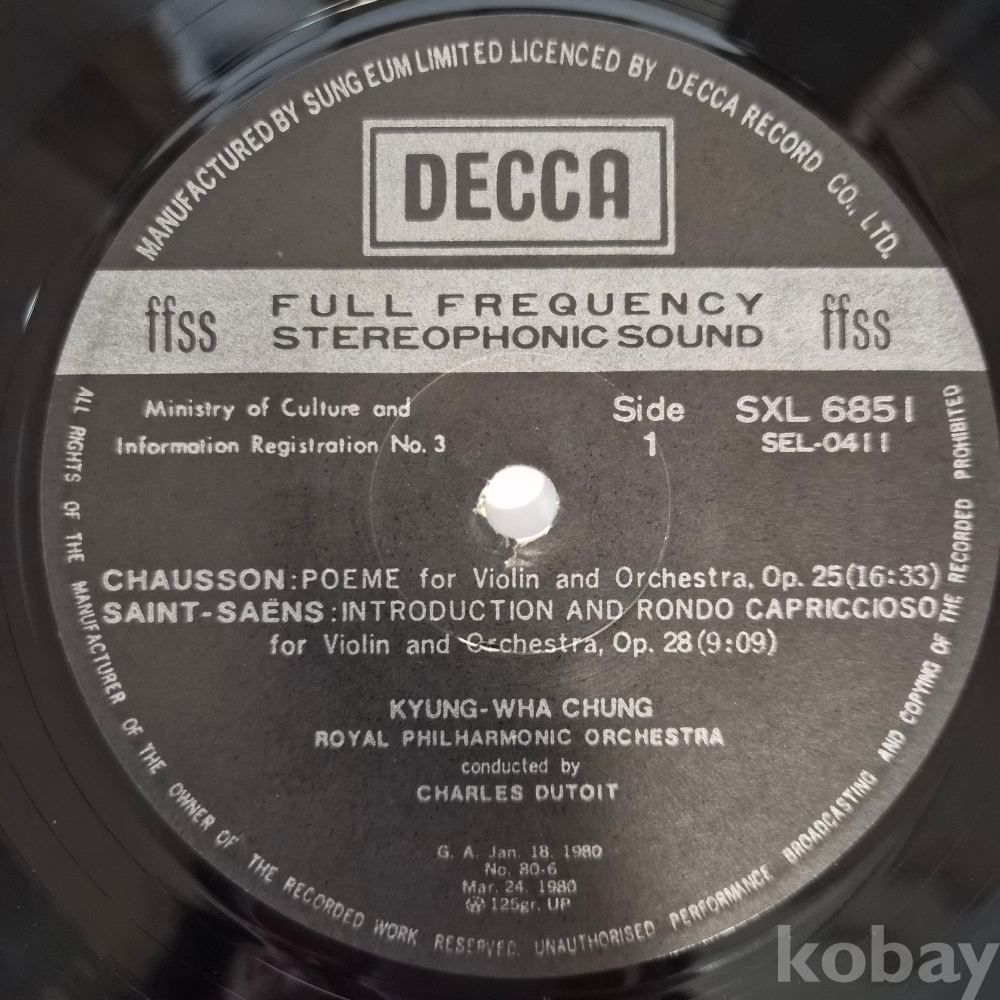 MANUFACTURED BY SUNG EUM LIMITED LICENCED BY DECCA RECORD CO., LTD.
DECCA
ffss FULL FREQUENCY STEREOPHONIC SOUND ffss
Ministry of Culture and
Information Registration No. 3
Side 1
SXL 6851
SEL-0411
CHAUSSON:POEME for Violin and Orchestra, Op. 25(16:33)
SAINT-SAËNS:INTRODUCTION AND RONDO CAPRICCIOSO
for Violin and Orchestra, Op. 28(9:09)
KYUNG-WHA CHUNG
ROYAL PHILHARMONIC ORCHESTRA
conducted by
CHARLES DUTOIT
G. A. Jan. 18. 1980
No. 80-6
Mar. 24. 1980
125gr. UP
ALL RIGHTS OF THE MANUFACTURER OF THE OWNER OF THE RECORDED WORK RESERVED. UNAUTHORISED PERFORMANCE BROADCASTING AND COPYING OF THE RECORDED PROHIBITED
kobay